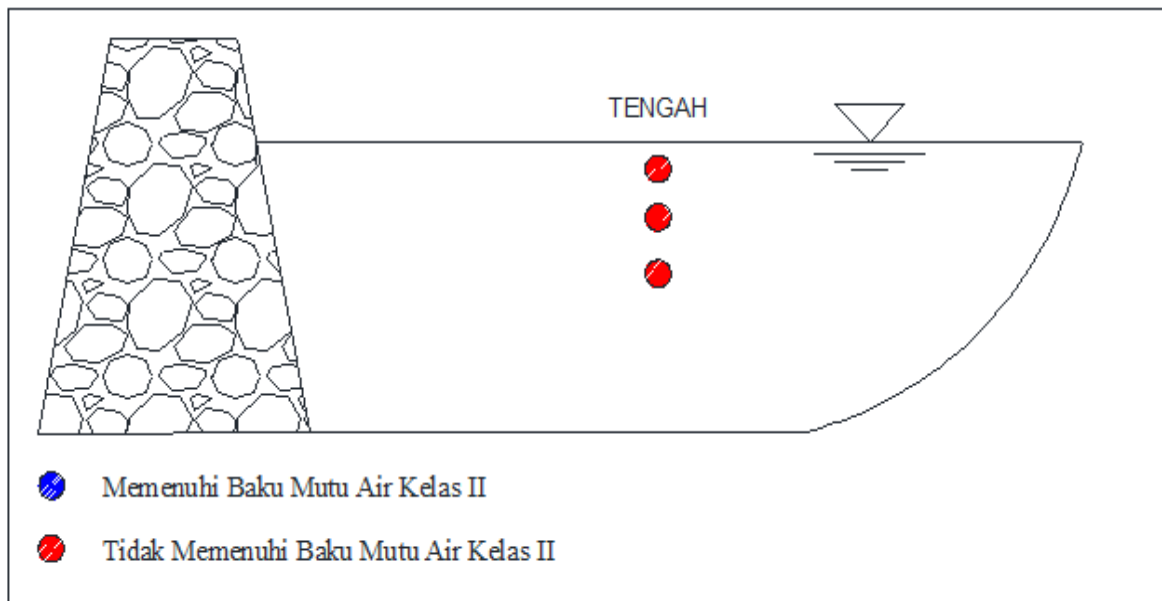 TENGAH
Memenuhi Baku Mutu Air Kelas II
Tidak Memenuhi Baku Mutu Air Kelas II